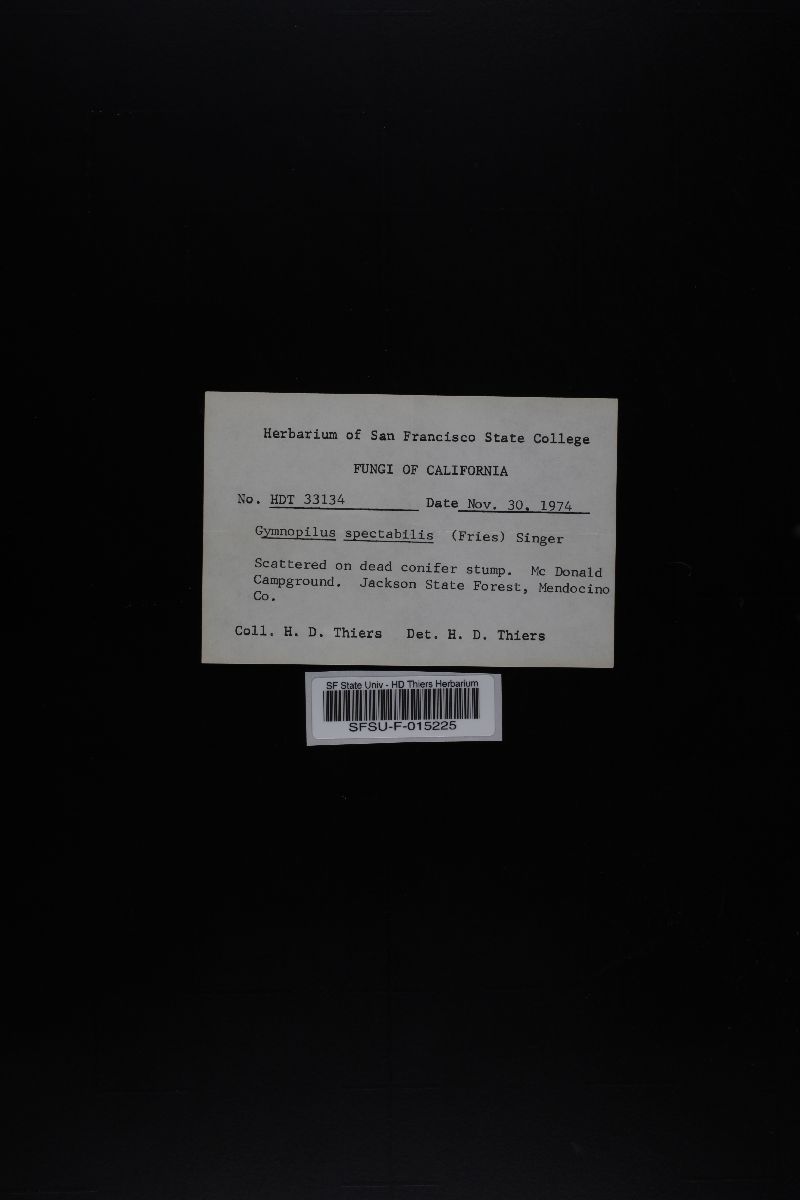 Herbarium of San Francisco State College
FUNGI OF CALIFORNIA
No. HDT 33134 Date Nov. 30, 1974
Gymnopilus spectabilis (Fries) Singer
Scattered on dead conifer stump. Mc Donald
Campground. Jackson State Forest, Mendocino
Co.
Coll. H. D. Thiers Det. H. D. Thiers
SF State Univ - HD Thiers Herbarium
SFSU-F-015225